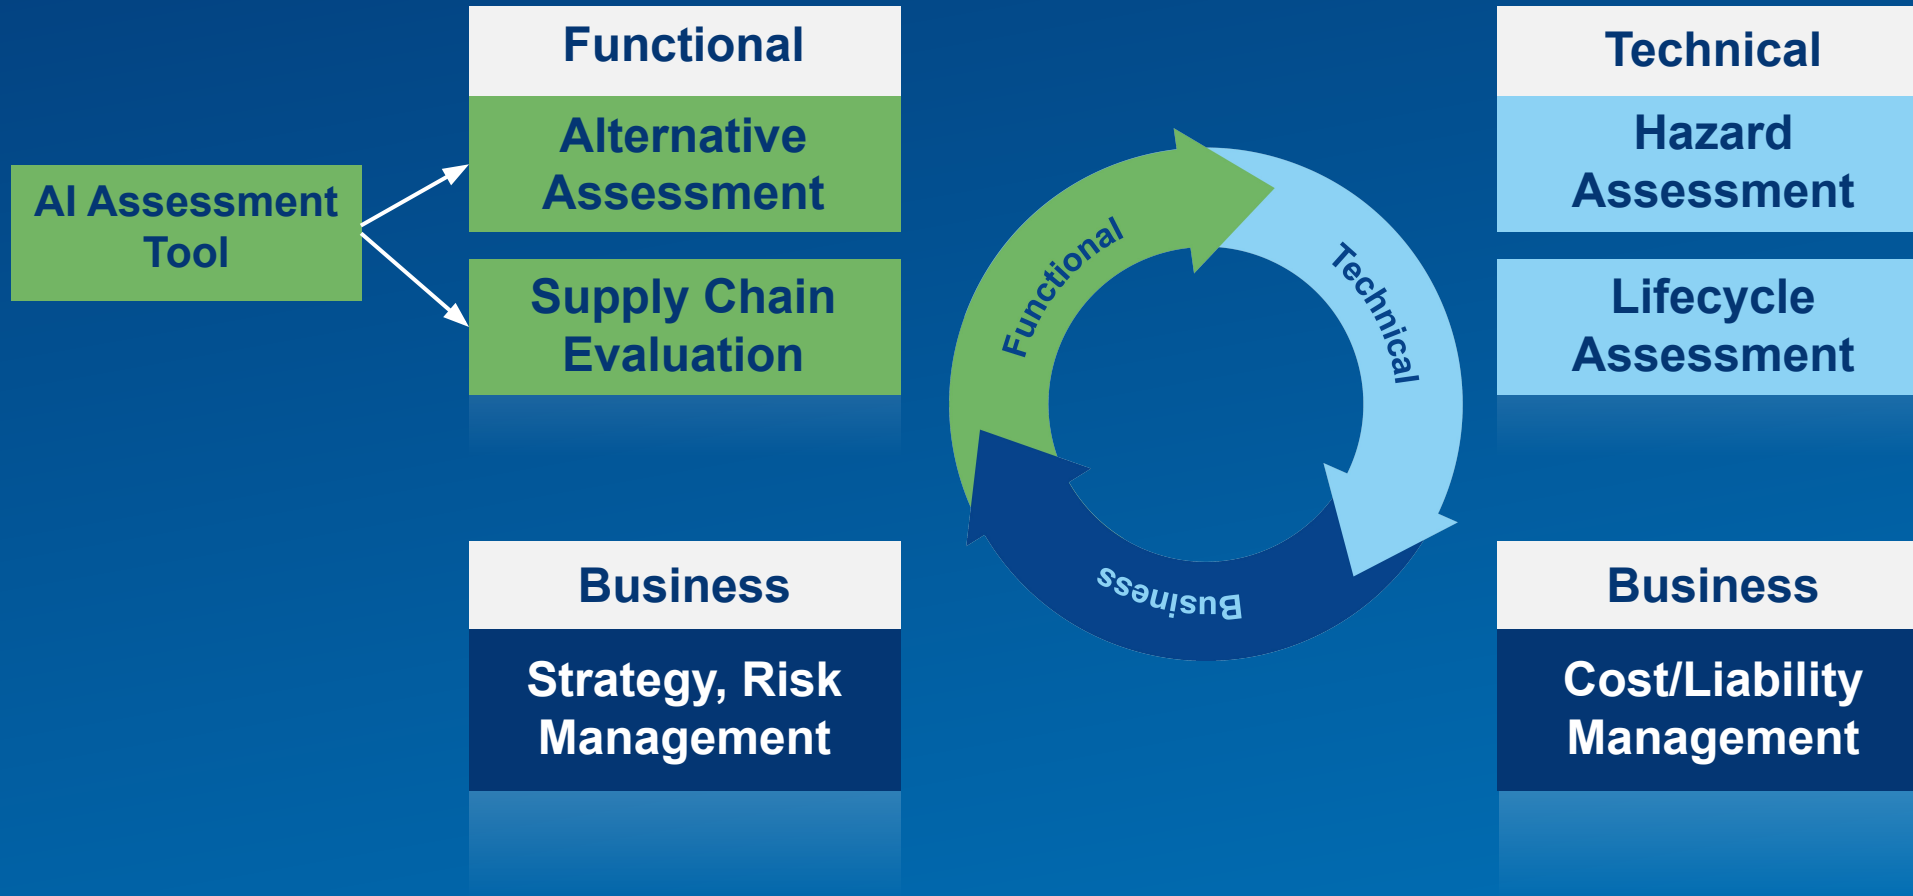 AI Assessment
Tool
Functional
Alternative
Assessment
Supply Chain
Evaluation
Functional
Technical
Business
Technical
Hazard
Assessment
Lifecycle
Assessment
Business
Strategy, Risk
Management
Business
Cost/Liability
Management